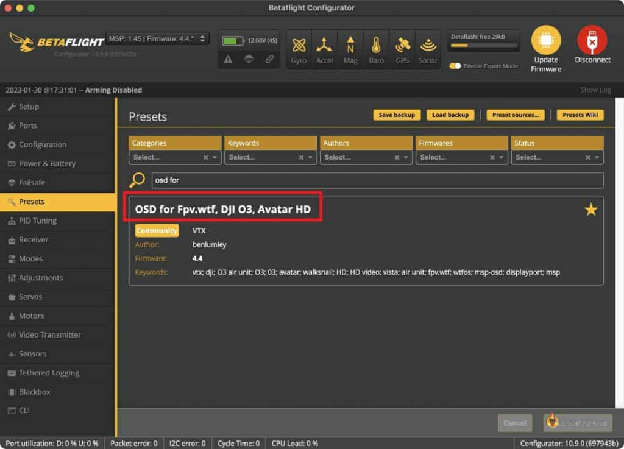 Betaflight Configurator
BETAFLIGHT
Configurator: 10.9.0 (697943b)
MSP: 1.45 | Firmware: 4.4.*
12.00V (4S)
Gyro
Accel
Mag
Baro
GPS
Sonar
Dataflash: free 29KB
Enable Expert Mode
Update
Firmware
Disconnect
2023-01-30 @17:31:01 -- Arming Disabled
Show Log
Setup
Ports
Configuration
Power & Battery
Failsafe
Presets
PID Tuning
Receiver
Modes
Adjustments
Servos
Motors
Video Transmitter
Sensors
Tethered Logging
Blackbox
CLI
Presets
Save backup
Load backup
Preset sources...
Presets Wiki
Categories
Keywords
Authors
Firmwares
Status
Select...
Select...
Select...
Select...
Select...
osd for
OSD for Fpv.wtf, DJI O3, Avatar HD
Community VTX
Author: benlumley
Firmware: 4.4
Keywords: vtx; dji; O3 air unit; O3; 03; avatar; walksnail; HD; HD video; vista; air unit; fpv.wtf; wtfos; msp-osd; displayport; msp
Cancel
Port utilization: D: 0 % U: 0 %
Packet error: 0
I2C error: 0
Cycle Time: 0
CPU Load: 0 %
Configurator: 10.9.0 (697943b)